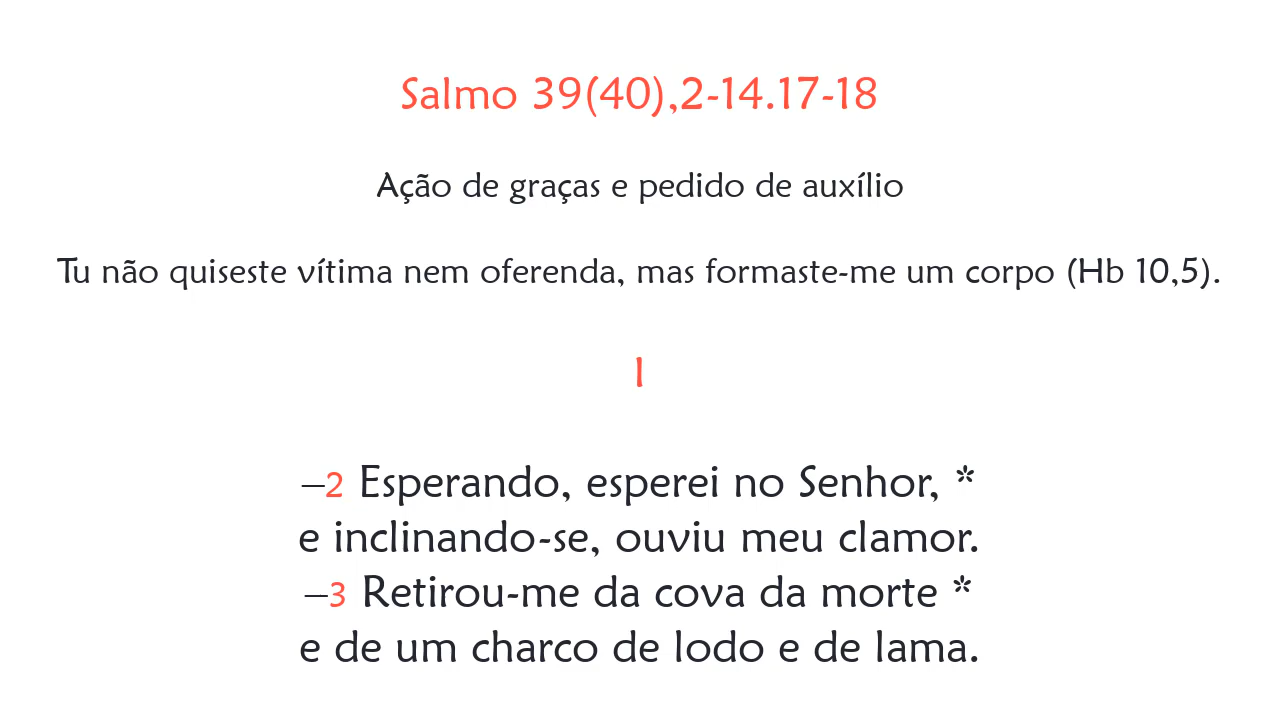 Salmo 39(40),2-14.17-18
Ação de graças e pedido de auxílio
Tu não quiseste vítima nem oferenda, mas formaste-me um corpo (Hb 10,5).
I
–2 Esperando, esperei no Senhor, *
e inclinando-se, ouviu meu clamor.
–3 Retirou-me da cova da morte *
e de um charco de lodo e de lama.